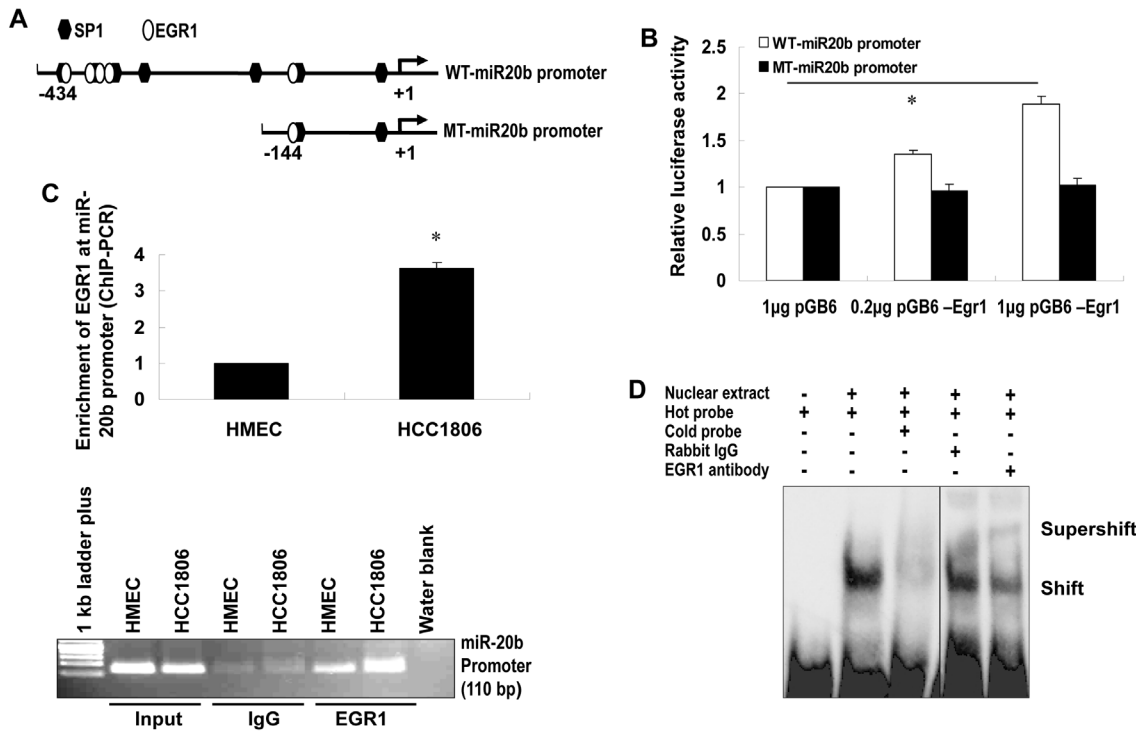 A
SP1
EGR1
WT-miR20b promoter
-434
+1
MT-miR20b promoter
-144
+1
B
WT-miR20b promoter
MT-miR20b promoter
Relative luciferase activity
2.5
2
1.5
1
0.5
0
*
1µg pGB6
0.2µg pGB6 –Egr1
1µg pGB6 –Egr1
C
Enrichment of EGR1 at miR-
20b promoter (ChIP-PCR)
4
3
2
1
0
*
HMEC
HCC1806
1 kb ladder plus
HMEC
HCC1806
HMEC
HCC1806
HMEC
HCC1806
Water blank
miR-20b
Promoter
(110 bp)
Input
IgG
EGR1
D
Nuclear extract - + + + +
Hot probe + + + + +
Cold probe - - + - -
Rabbit IgG - - - + -
EGR1 antibody - - - - +
Supershift
Shift